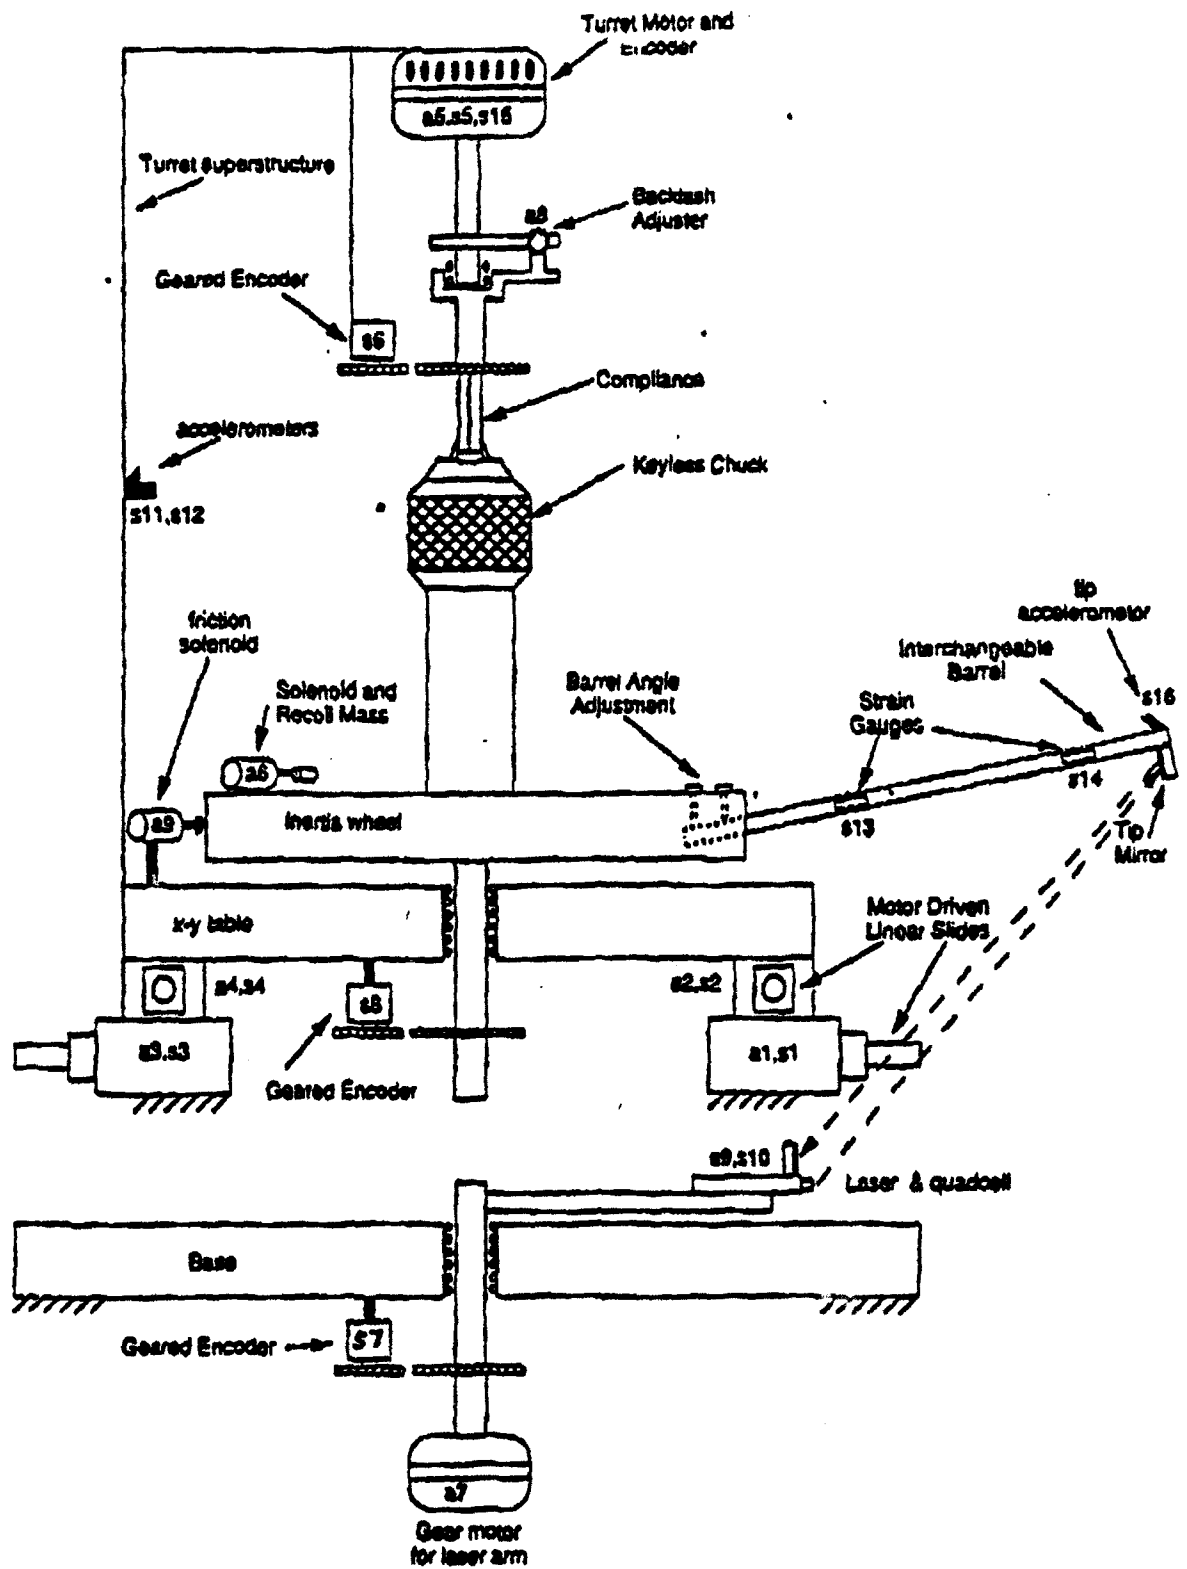 Turret Motor and
Encoder
a5,s5,s15
Turret superstructure
a8
Backlash
Adjuster
Geared Encoder
s6
Compliance
accelerometers
Keyless Chuck
s11,s12
tip
accelerometor
friction
solenoid
Interchangeable
Barrel
Solenoid and
Recoil Mass
Barrel Angle
Adjustment
Strain
Gauges
s16
a6
s14
a9
Inertia wheel
s13
Tip
Mirror
x-y table
Motor Driven
Linear Slides
a4,s4
s8
a2,s2
a3,s3
a1,s1
Geared Encoder
s9,s10
Laser & quadcell
Base
Geared Encoder
s7
a7
Gear motor
for laser arm